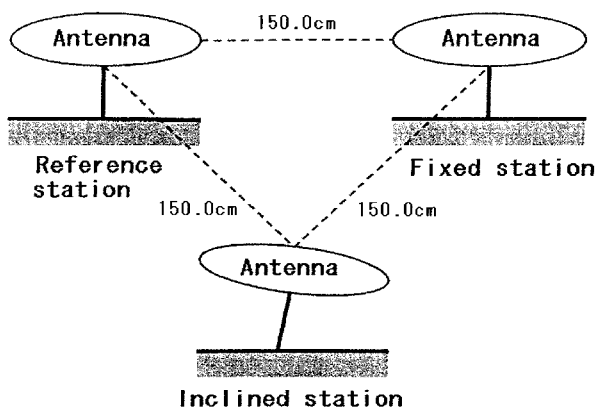 150.0cm
Antenna
Antenna
Reference
station
Fixed station
150.0cm
150.0cm
Antenna
Inclined station